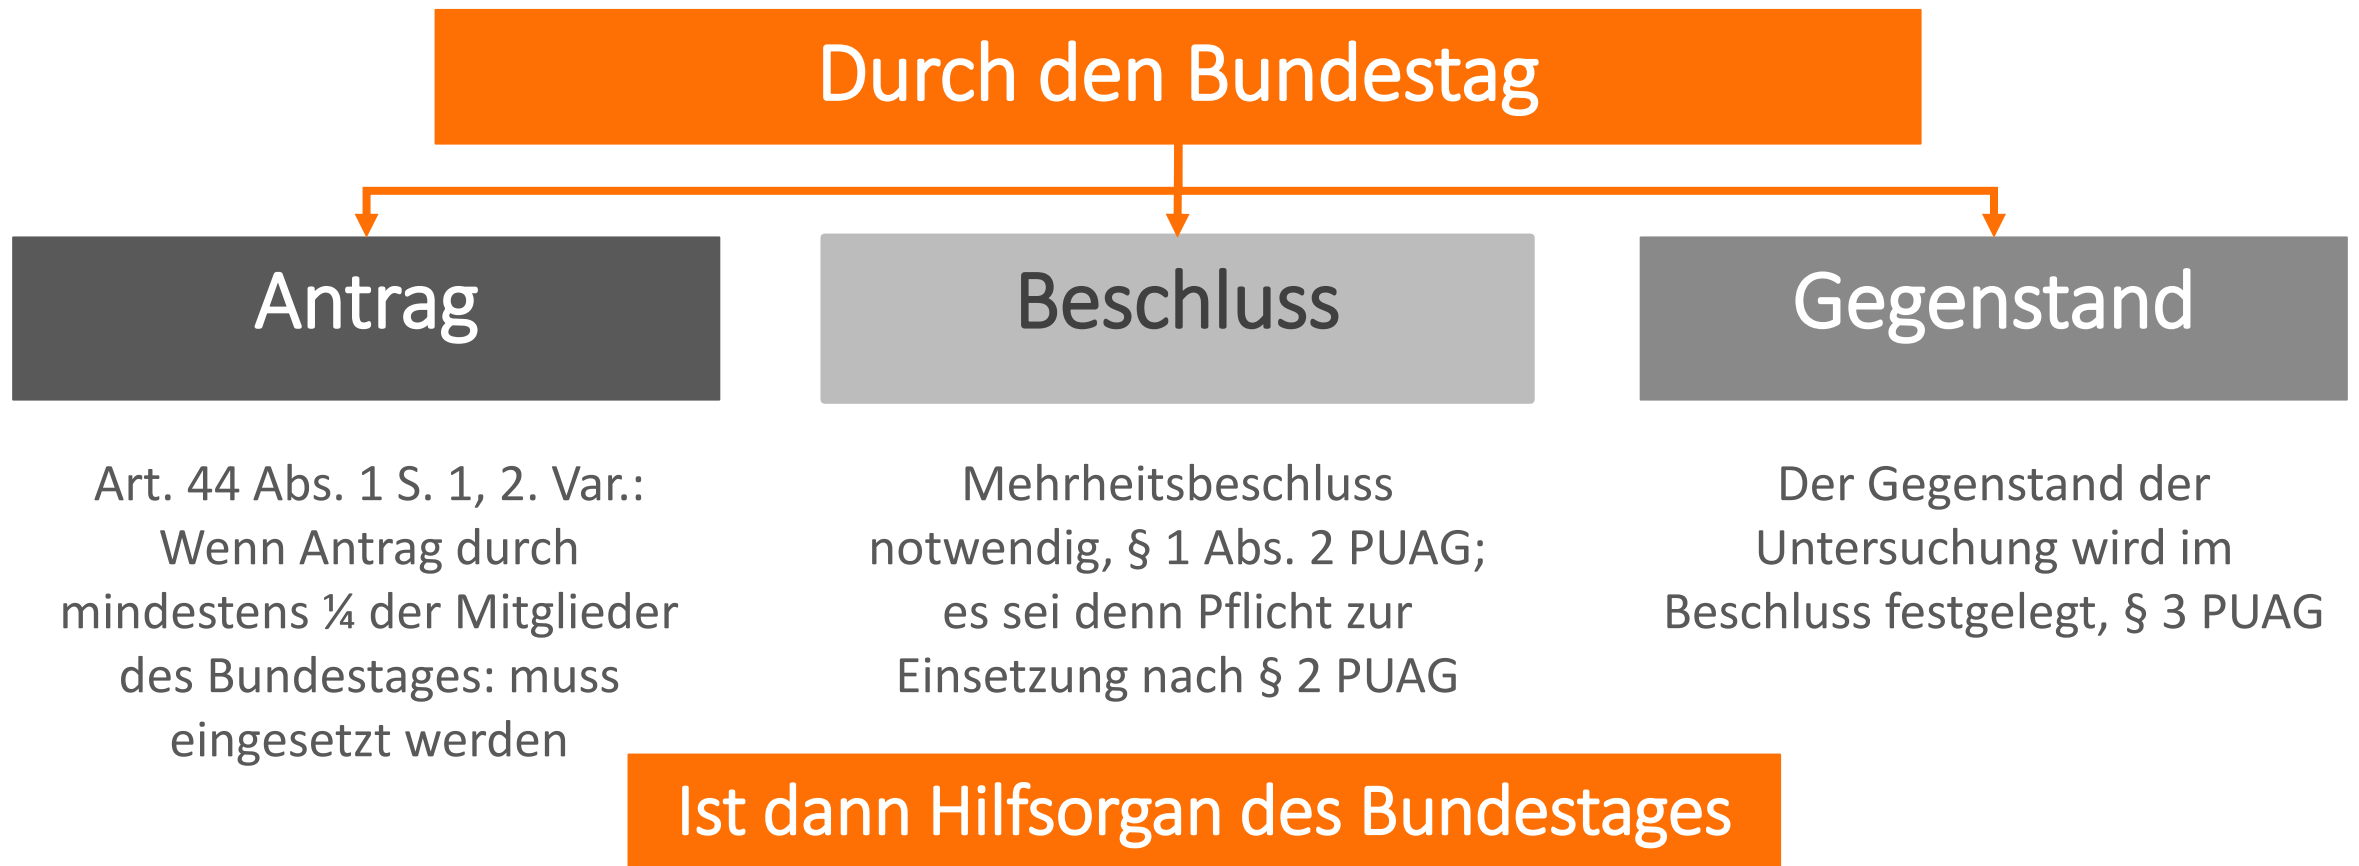 Durch den Bundestag
Antrag
Art. 44 Abs. 1 S. 1, 2. Var.:
Wenn Antrag durch
mindestens ¼ der Mitglieder
des Bundestages: muss
eingesetzt werden
Beschluss
Mehrheitsbeschluss
notwendig, § 1 Abs. 2 PUAG;
es sei denn Pflicht zur
Einsetzung nach § 2 PUAG
Gegenstand
Der Gegenstand der
Untersuchung wird im
Beschluss festgelegt, § 3 PUAG
Ist dann Hilfsorgan des Bundestages